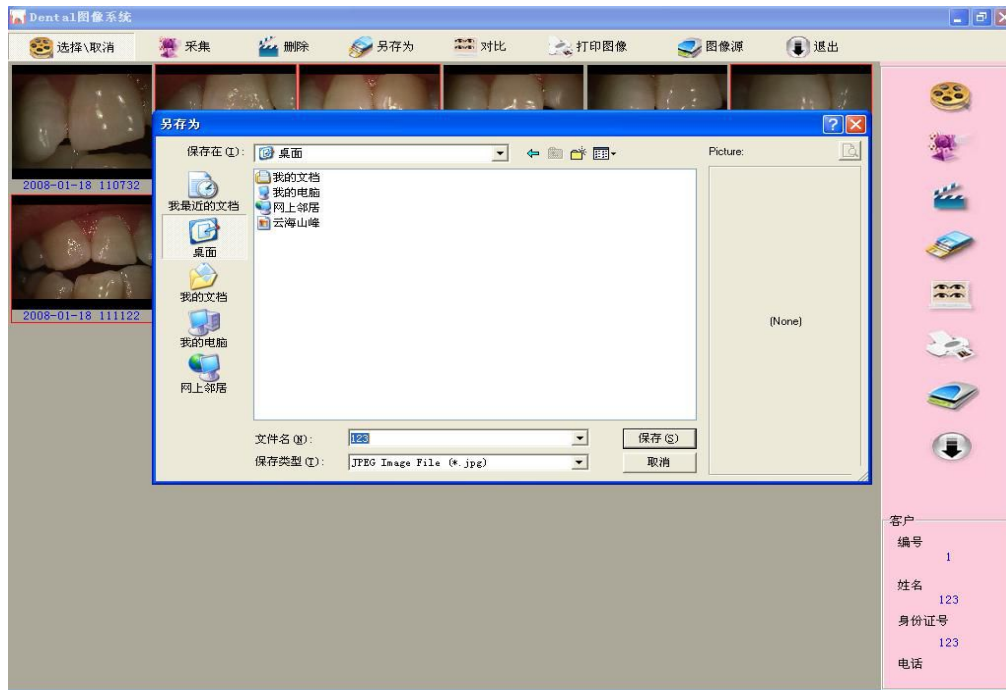 Dental图像系统
选择\取消 采集 删除 另存为 对比 打印图像 图像源 退出
另存为
保存在(I): 桌面 Picture:
我的文档
我的电脑
网上邻居
云海山峰
我最近的文档
桌面
我的文档
我的电脑
网上邻居
(None)
文件名(N): 123 保存(S)
保存类型(T): JPEG Image File (*.jpg) 取消
2008-01-18 110732
2008-01-18 111122
客户
编号
1
姓名
123
身份证号
123
电话